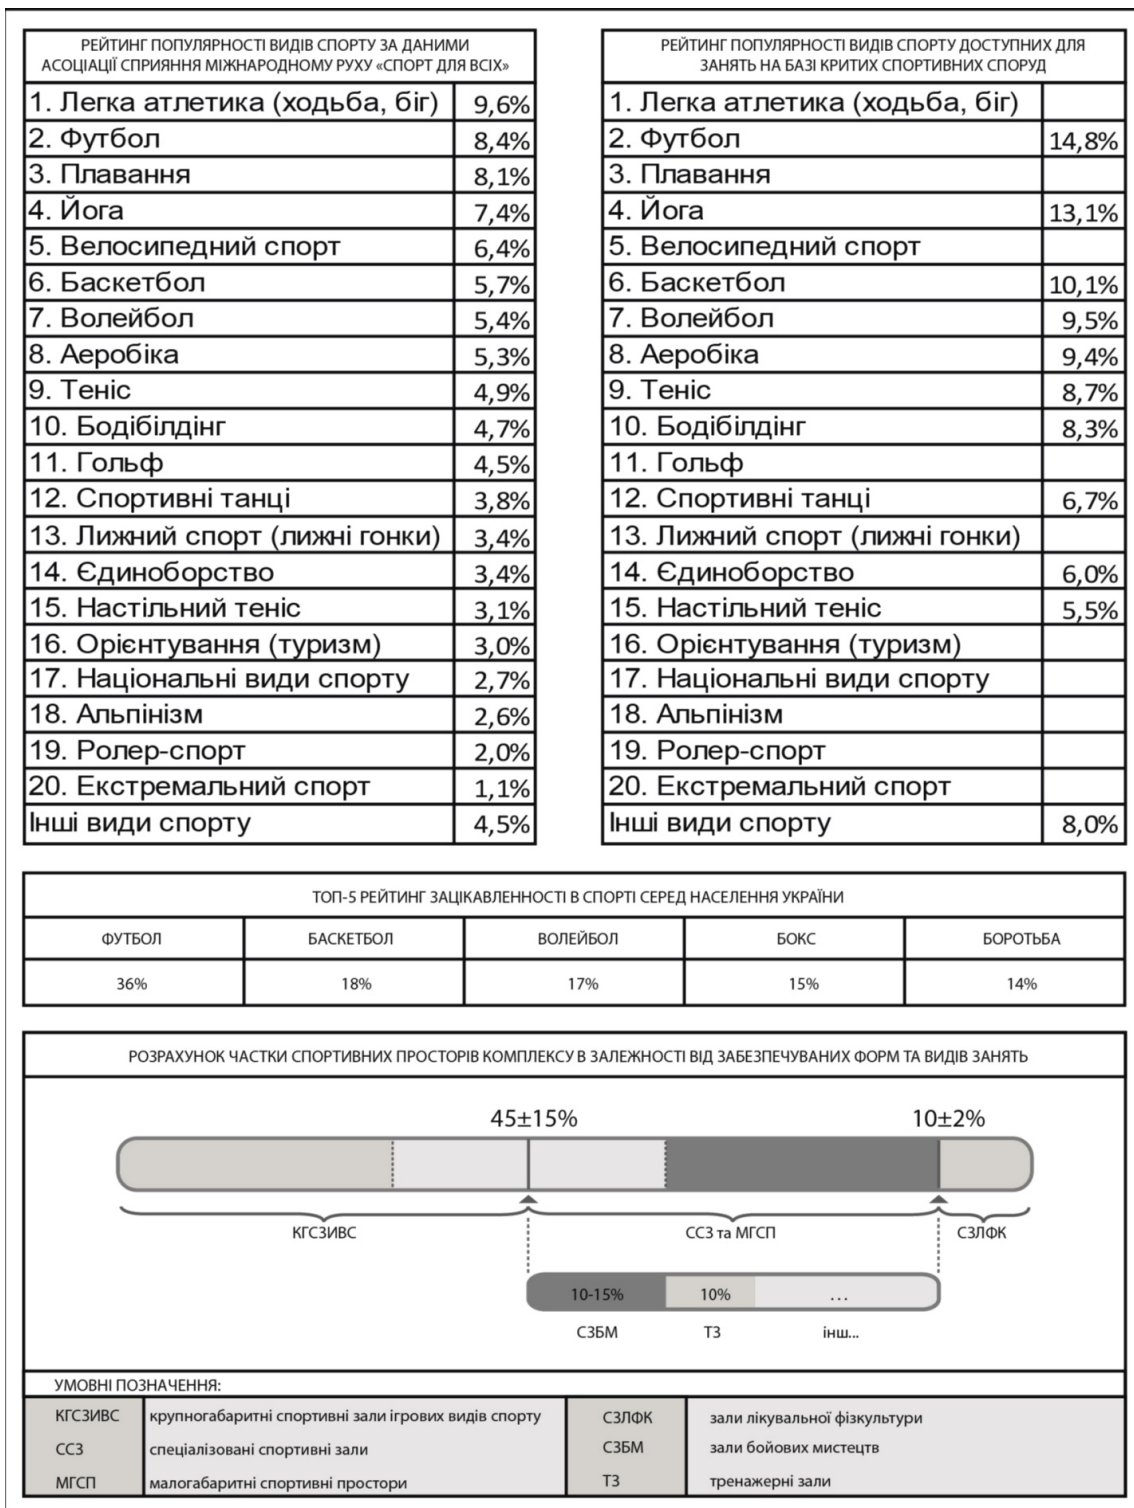 РЕЙТИНГ ПОПУЛЯРНОСТІ ВИДІВ СПОРТУ ЗА ДАНИМИ
АСОЦІАЦІЇ СПРИЯННЯ МІЖНАРОДНОМУ РУХУ «СПОРТ ДЛЯ ВСІХ»
1. Легка атлетика (ходьба, біг) 9,6%
2. Футбол 8,4%
3. Плавання 8,1%
4. Йога 7,4%
5. Велосипедний спорт 6,4%
6. Баскетбол 5,7%
7. Волейбол 5,4%
8. Аеробіка 5,3%
9. Теніс 4,9%
10. Бодібілдінг 4,7%
11. Гольф 4,5%
12. Спортивні танці 3,8%
13. Лижний спорт (лижні гонки) 3,4%
14. Єдиноборство 3,4%
15. Настільний теніс 3,1%
16. Орієнтування (туризм) 3,0%
17. Національні види спорту 2,7%
18. Альпінізм 2,6%
19. Ролер-спорт 2,0%
20. Екстремальний спорт 1,1%
Інші види спорту 4,5%
РЕЙТИНГ ПОПУЛЯРНОСТІ ВИДІВ СПОРТУ ДОСТУПНИХ ДЛЯ
ЗАНЯТЬ НА БАЗІ КРИТИХ СПОРТИВНИХ СПОРУД
1. Легка атлетика (ходьба, біг)
2. Футбол 14,8%
3. Плавання
4. Йога 13,1%
5. Велосипедний спорт
6. Баскетбол 10,1%
7. Волейбол 9,5%
8. Аеробіка 9,4%
9. Теніс 8,7%
10. Бодібілдінг 8,3%
11. Гольф
12. Спортивні танці 6,7%
13. Лижний спорт (лижні гонки)
14. Єдиноборство 6,0%
15. Настільний теніс 5,5%
16. Орієнтування (туризм)
17. Національні види спорту
18. Альпінізм
19. Ролер-спорт
20. Екстремальний спорт
Інші види спорту 8,0%
ТОП-5 РЕЙТИНГ ЗАЦІКАВЛЕННОСТІ В СПОРТІ СЕРЕД НАСЕЛЕННЯ УКРАЇНИ
ФУТБОЛ БАСКЕТБОЛ ВОЛЕЙБОЛ БОКС БОРОТЬБА
36% 18% 17% 15% 14%
РОЗРАХУНОК ЧАСТКИ СПОРТИВНИХ ПРОСТОРІВ КОМПЛЕКСУ В ЗАЛЕЖНОСТІ ВІД ЗАБЕЗПЕЧУВАНИХ ФОРМ ТА ВИДІВ ЗАНЯТЬ
45±15% 10±2%
КГСЗИВС ССЗ та МГСП СЗЛФК
10-15% 10% ...
СЗБМ ТЗ інш...
УМОВНІ ПОЗНАЧЕННЯ:
КГСЗИВС крупногабаритні спортивні зали ігрових видів спорту
ССЗ спеціалізовані спортивні зали
МГСП малогабаритні спортивні простори
СЗЛФК зали лікувальної фізкультури
СЗБМ зали бойових мистецтв
ТЗ тренажерні зали